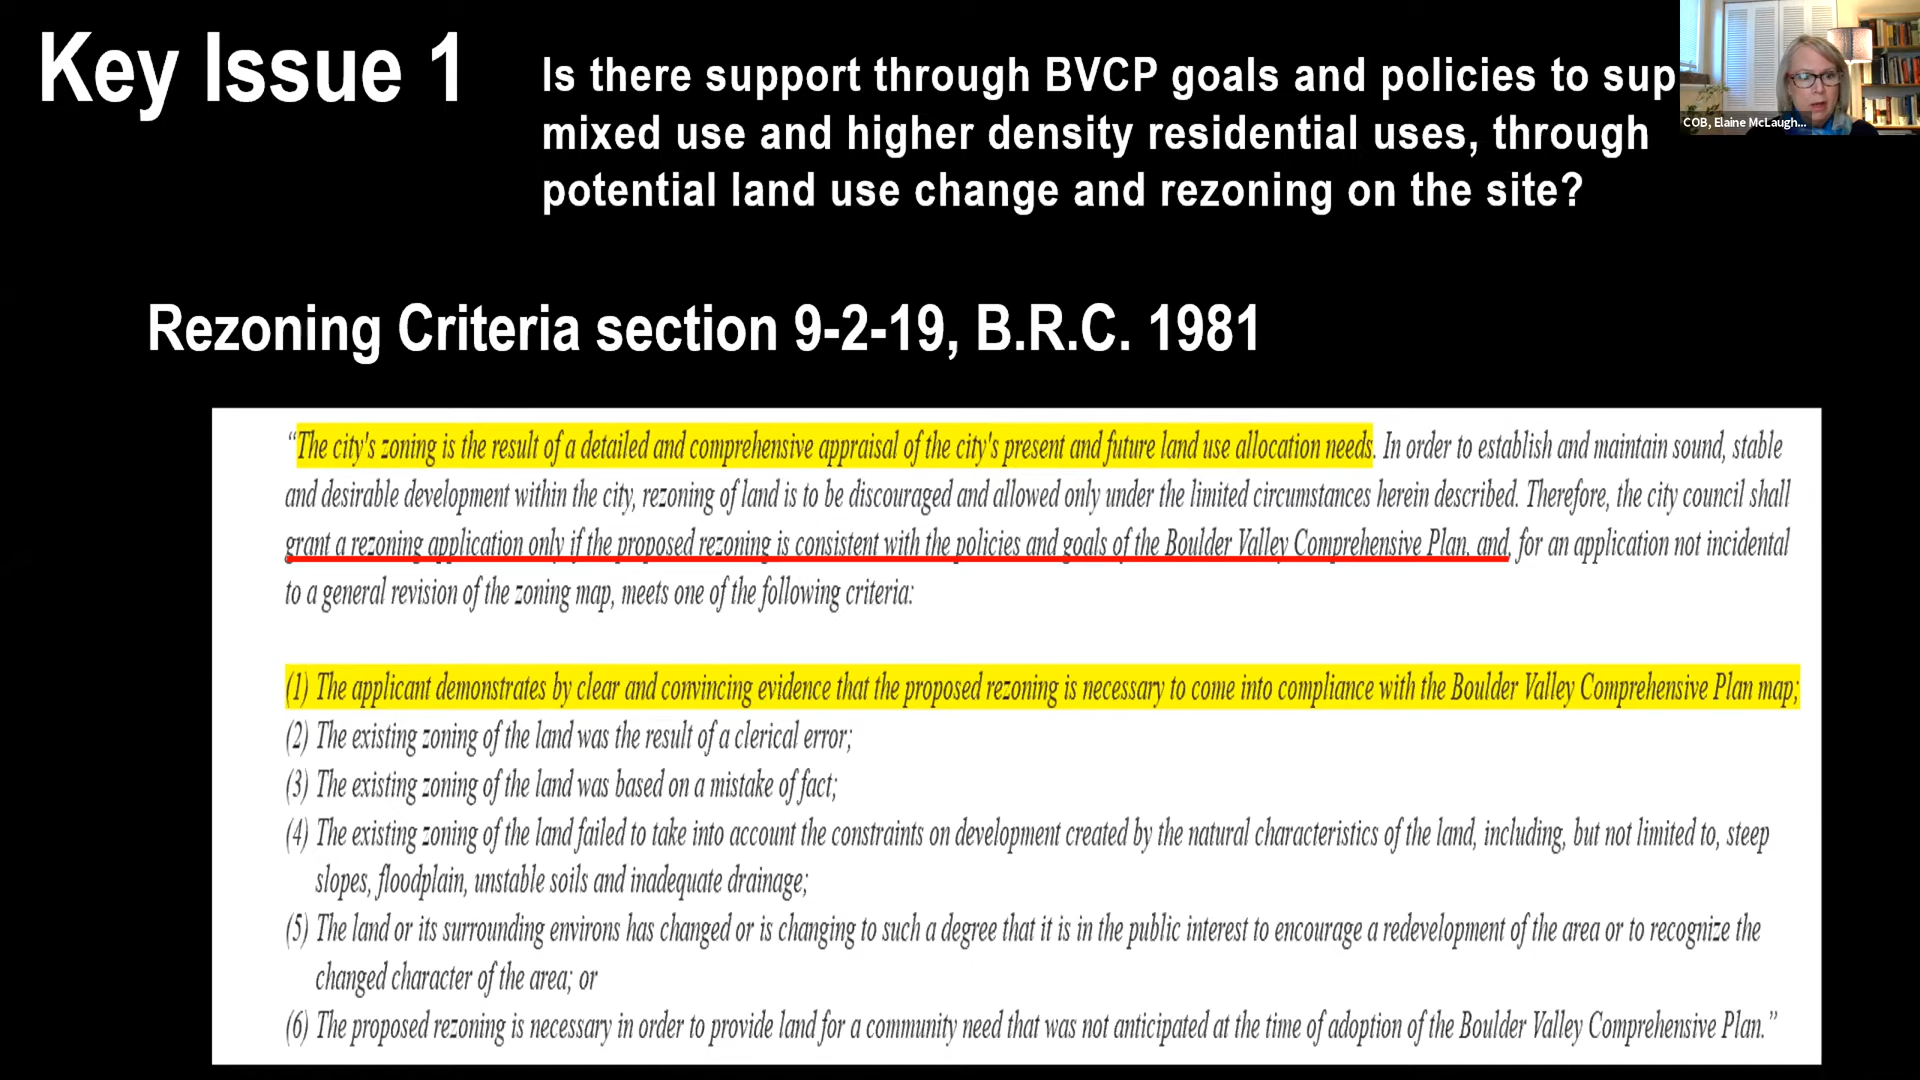 Key Issue 1
Is there support through BVCP goals and policies to sup
mixed use and higher density residential uses, through
potential land use change and rezoning on the site?
COB, Elaine McLaugh...
Rezoning Criteria section 9-2-19, B.R.C. 1981
“The city's zoning is the result of a detailed and comprehensive appraisal of the city's present and future land use allocation needs. In order to establish and maintain sound, stable
and desirable development within the city, rezoning of land is to be discouraged and allowed only under the limited circumstances herein described. Therefore, the city council shall
grant a rezoning application only if the proposed rezoning is consistent with the policies and goals of the Boulder Valley Comprehensive Plan, and, for an application not incidental
to a general revision of the zoning map, meets one of the following criteria:
(1) The applicant demonstrates by clear and convincing evidence that the proposed rezoning is necessary to come into compliance with the Boulder Valley Comprehensive Plan map;
(2) The existing zoning of the land was the result of a clerical error;
(3) The existing zoning of the land was based on a mistake of fact;
(4) The existing zoning of the land failed to take into account the constraints on development created by the natural characteristics of the land, including, but not limited to, steep
slopes, floodplain, unstable soils and inadequate drainage;
(5) The land or its surrounding environs has changed or is changing to such a degree that it is in the public interest to encourage a redevelopment of the area or to recognize the
changed character of the area; or
(6) The proposed rezoning is necessary in order to provide land for a community need that was not anticipated at the time of adoption of the Boulder Valley Comprehensive Plan.”